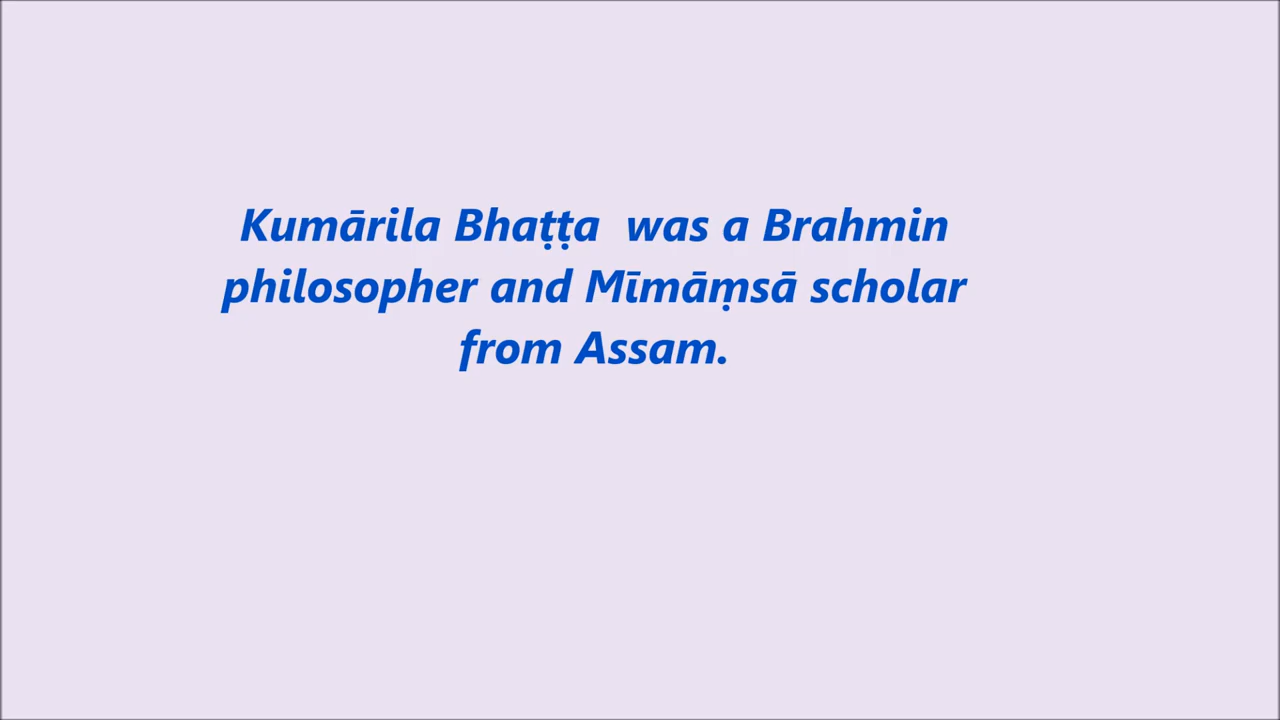 Kumārila Bhaṭṭa  was a Brahmin
philosopher and Mīmāṃsā scholar
from Assam.